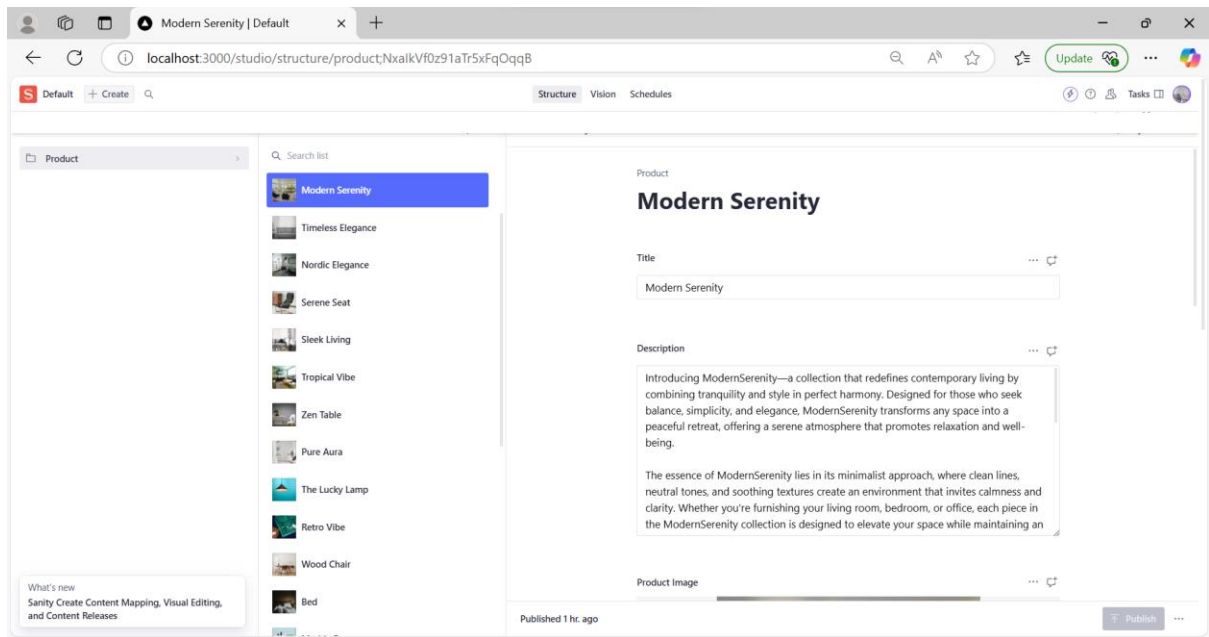 Modern Serenity | Default
localhost:3000/studio/structure/product;NxaIkVf0z91aTr5xFqOqqB
Update
S Default + Create
Structure Vision Schedules
Tasks
Product
Search list
Modern Serenity
Timeless Elegance
Nordic Elegance
Serene Seat
Sleek Living
Tropical Vibe
Zen Table
Pure Aura
The Lucky Lamp
Retro Vibe
Wood Chair
Bed
Product
Modern Serenity
Title
Modern Serenity
Description
Introducing ModernSerenity—a collection that redefines contemporary living by
combining tranquility and style in perfect harmony. Designed for those who seek
balance, simplicity, and elegance, ModernSerenity transforms any space into a
peaceful retreat, offering a serene atmosphere that promotes relaxation and well-
being.
The essence of ModernSerenity lies in its minimalist approach, where clean lines,
neutral tones, and soothing textures create an environment that invites calmness and
clarity. Whether you're furnishing your living room, bedroom, or office, each piece in
the ModernSerenity collection is designed to elevate your space while maintaining an
Product Image
What's new
Sanity Create Content Mapping, Visual Editing,
and Content Releases
Published 1 hr. ago
Publish